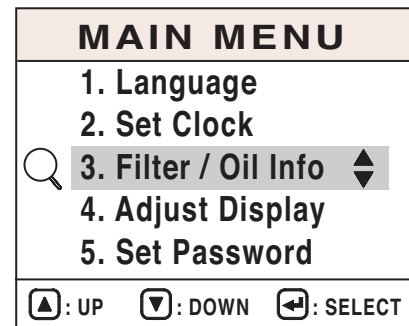 MAIN MENU
1. Language
2. Set Clock
3. Filter / Oil Info
4. Adjust Display
5. Set Password
: UP : DOWN : SELECT